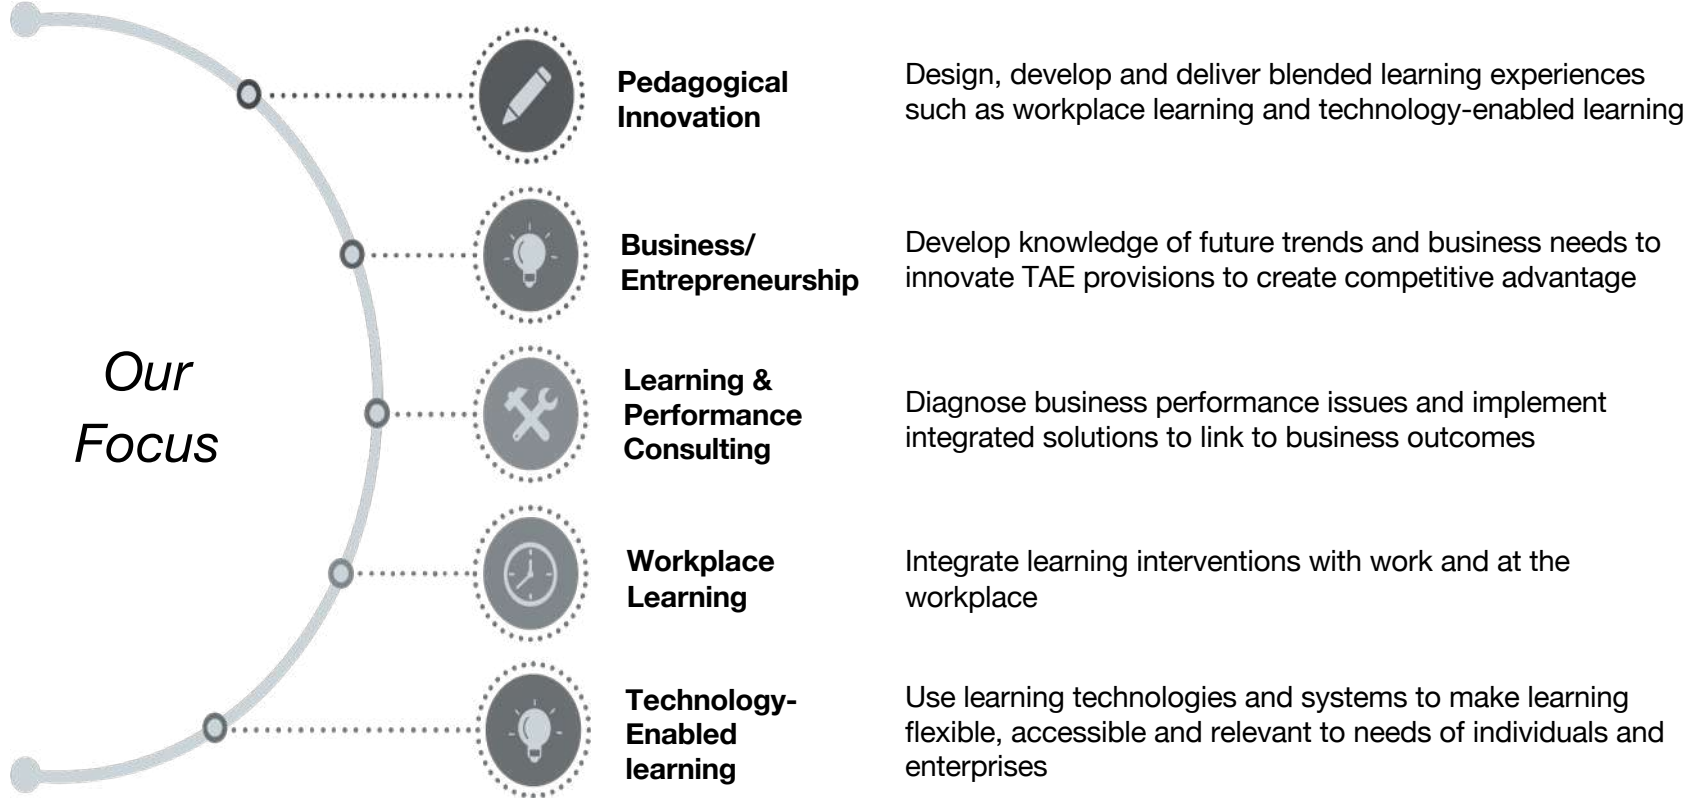 Our
Focus
Pedagogical
Innovation
Design, develop and deliver blended learning experiences
such as workplace learning and technology-enabled learning
Business/
Entrepreneurship
Develop knowledge of future trends and business needs to
innovate TAE provisions to create competitive advantage
Learning &
Performance
Consulting
Diagnose business performance issues and implement
integrated solutions to link to business outcomes
Workplace
Learning
Integrate learning interventions with work and at the
workplace
Technology-
Enabled
learning
Use learning technologies and systems to make learning
flexible, accessible and relevant to needs of individuals and
enterprises